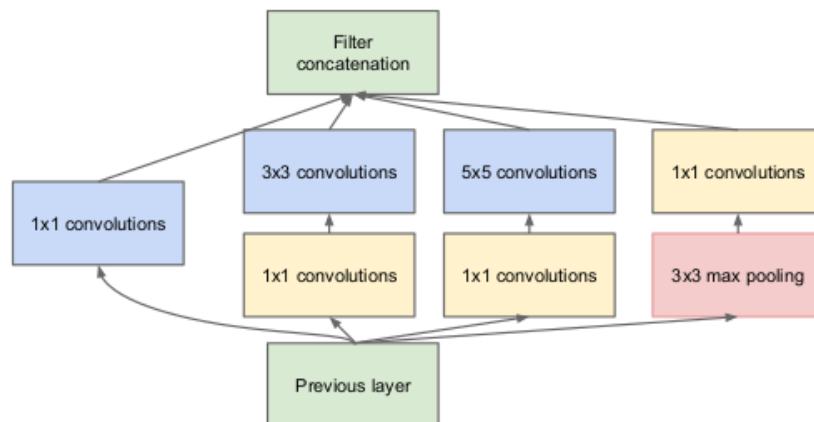 Filter
concatenation
3x3 convolutions
5x5 convolutions
1x1 convolutions
1x1 convolutions
1x1 convolutions
1x1 convolutions
3x3 max pooling
Previous layer